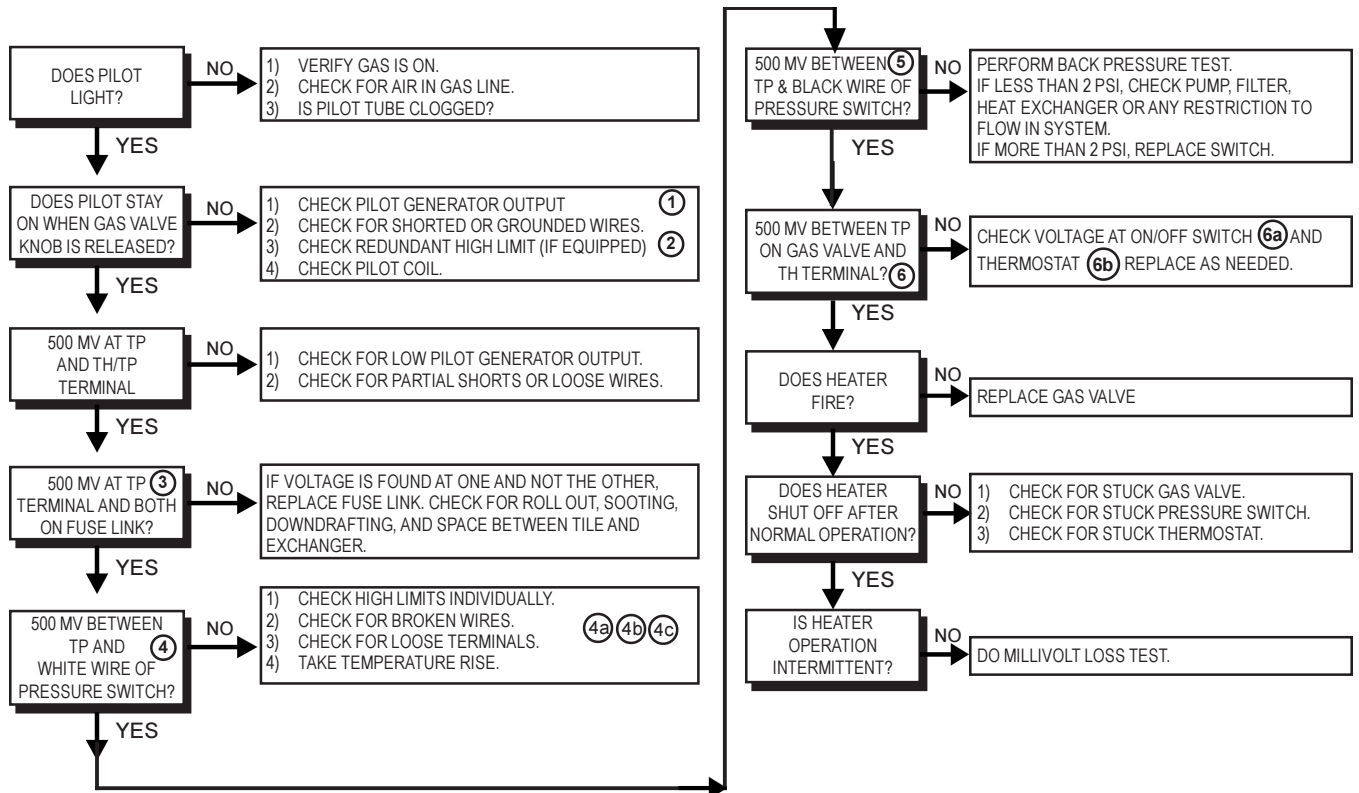 DOES PILOT
LIGHT?
NO
1) VERIFY GAS IS ON.
2) CHECK FOR AIR IN GAS LINE.
3) IS PILOT TUBE CLOGGED?
YES
DOES PILOT STAY
ON WHEN GAS VALVE
KNOB IS RELEASED?
NO
1) CHECK PILOT GENERATOR OUTPUT 1
2) CHECK FOR SHORTED OR GROUNDED WIRES.
3) CHECK REDUNDANT HIGH LIMIT (IF EQUIPPED) 2
4) CHECK PILOT COIL.
YES
500 MV AT TP
AND TH/TP
TERMINAL
NO
1) CHECK FOR LOW PILOT GENERATOR OUTPUT.
2) CHECK FOR PARTIAL SHORTS OR LOOSE WIRES.
YES
500 MV AT TP 3
TERMINAL AND BOTH
ON FUSE LINK?
NO
IF VOLTAGE IS FOUND AT ONE AND NOT THE OTHER,
REPLACE FUSE LINK. CHECK FOR ROLL OUT, SOOTING,
DOWNDRAFTING, AND SPACE BETWEEN TILE AND
EXCHANGER.
YES
500 MV BETWEEN
TP AND 4
WHITE WIRE OF
PRESSURE SWITCH?
NO
1) CHECK HIGH LIMITS INDIVIDUALLY.
2) CHECK FOR BROKEN WIRES.
3) CHECK FOR LOOSE TERMINALS. 4a 4b 4c
4) TAKE TEMPERATURE RISE.
YES
500 MV BETWEEN 5
TP & BLACK WIRE OF
PRESSURE SWITCH?
NO
PERFORM BACK PRESSURE TEST.
IF LESS THAN 2 PSI, CHECK PUMP, FILTER,
HEAT EXCHANGER OR ANY RESTRICTION TO
FLOW IN SYSTEM.
IF MORE THAN 2 PSI, REPLACE SWITCH.
YES
500 MV BETWEEN TP
ON GAS VALVE AND
TH TERMINAL? 6
NO
CHECK VOLTAGE AT ON/OFF SWITCH 6a AND
THERMOSTAT 6b REPLACE AS NEEDED.
YES
DOES HEATER
FIRE?
NO
REPLACE GAS VALVE
YES
DOES HEATER
SHUT OFF AFTER
NORMAL OPERATION?
NO
1) CHECK FOR STUCK GAS VALVE.
2) CHECK FOR STUCK PRESSURE SWITCH.
3) CHECK FOR STUCK THERMOSTAT.
YES
IS HEATER
OPERATION
INTERMITTENT?
NO
DO MILLIVOLT LOSS TEST.